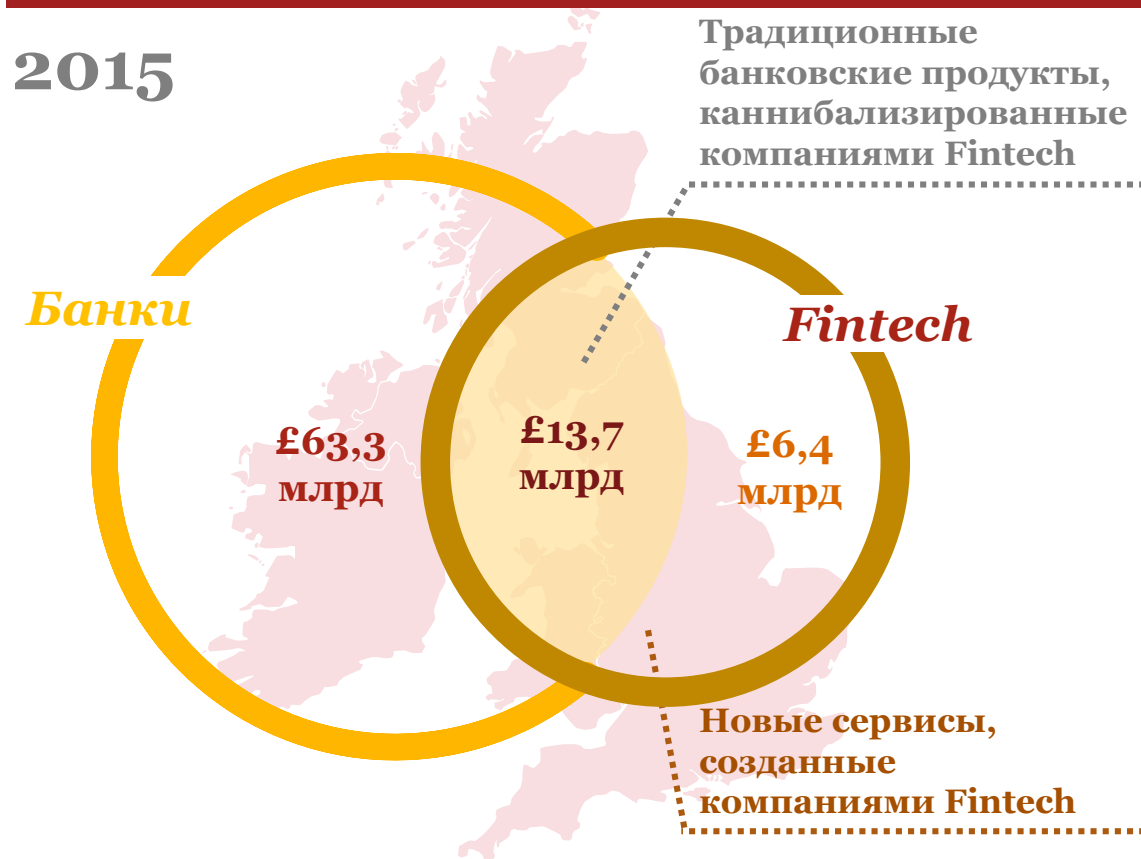 2015
Традиционные
банковские продукты,
каннибализированные
компаниями Fintech
Банки
Fintech
£63,3
млрд
£13,7
млрд
£6,4
млрд
Новые сервисы,
созданные
компаниями Fintech